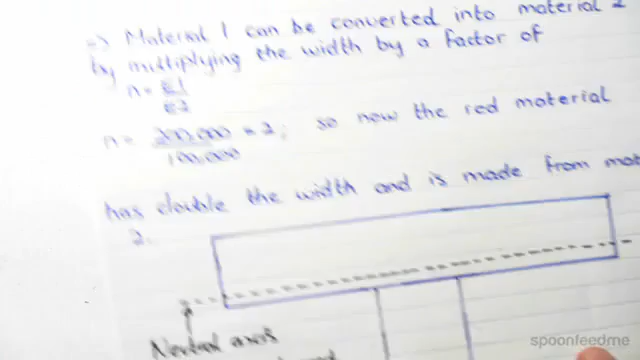 => Material 1 can be converted into material 2
by multiplying the width by a factor of
n = E1
E2
n = 200,000 = 2; so now the red material
100,000
has double the width and is made from
2.
Neutral axis
spoonfeedme